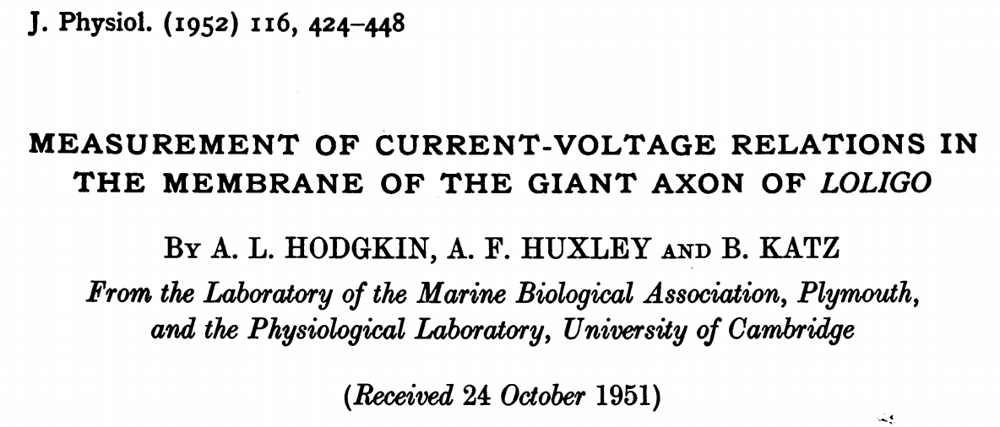 J. Physiol. (1952) 116, 424–448
MEASUREMENT OF CURRENT-VOLTAGE RELATIONS IN
THE MEMBRANE OF THE GIANT AXON OF LOLIGO
BY A. L. HODGKIN, A. F. HUXLEY AND B. KATZ
From the Laboratory of the Marine Biological Association, Plymouth,
and the Physiological Laboratory, University of Cambridge
(Received 24 October 1951)